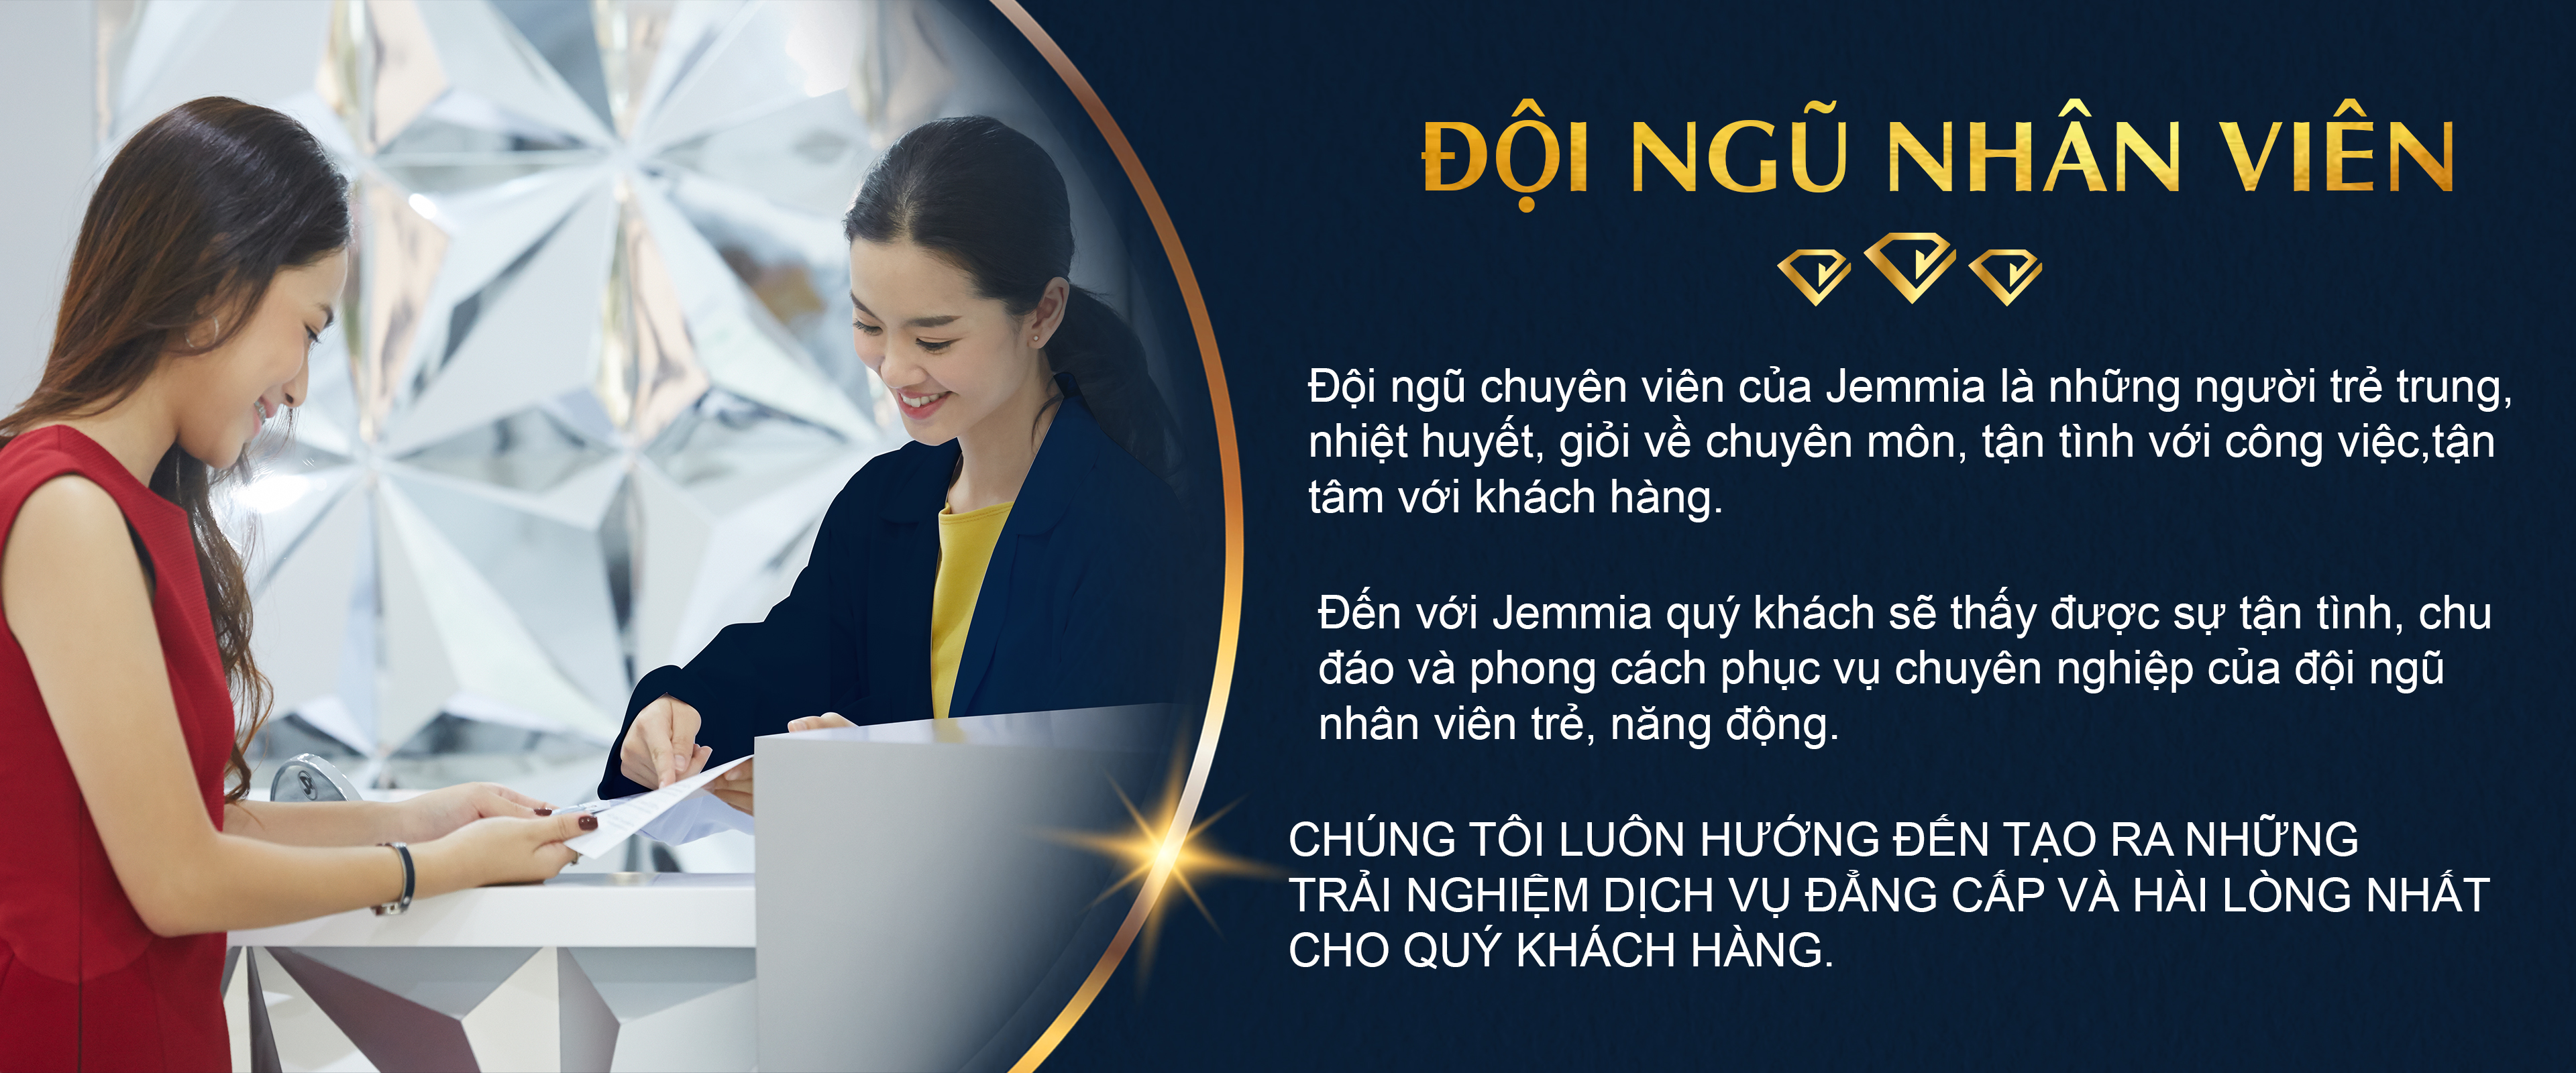 ĐỘI NGŨ NHÂN VIÊN
Đội ngũ chuyên viên của Jemmia là những người trẻ trung,
nhiệt huyết, giỏi về chuyên môn, tận tình với công việc,tận
tâm với khách hàng.
Đến với Jemmia quý khách sẽ thấy được sự tận tình, chu
đáo và phong cách phục vụ chuyên nghiệp của đội ngũ
nhân viên trẻ, năng động.
CHÚNG TÔI LUÔN HƯỚNG ĐẾN TẠO RA NHỮNG
TRẢI NGHIỆM DỊCH VỤ ĐẲNG CẤP VÀ HÀI LÒNG NHẤT
CHO QUÝ KHÁCH HÀNG.